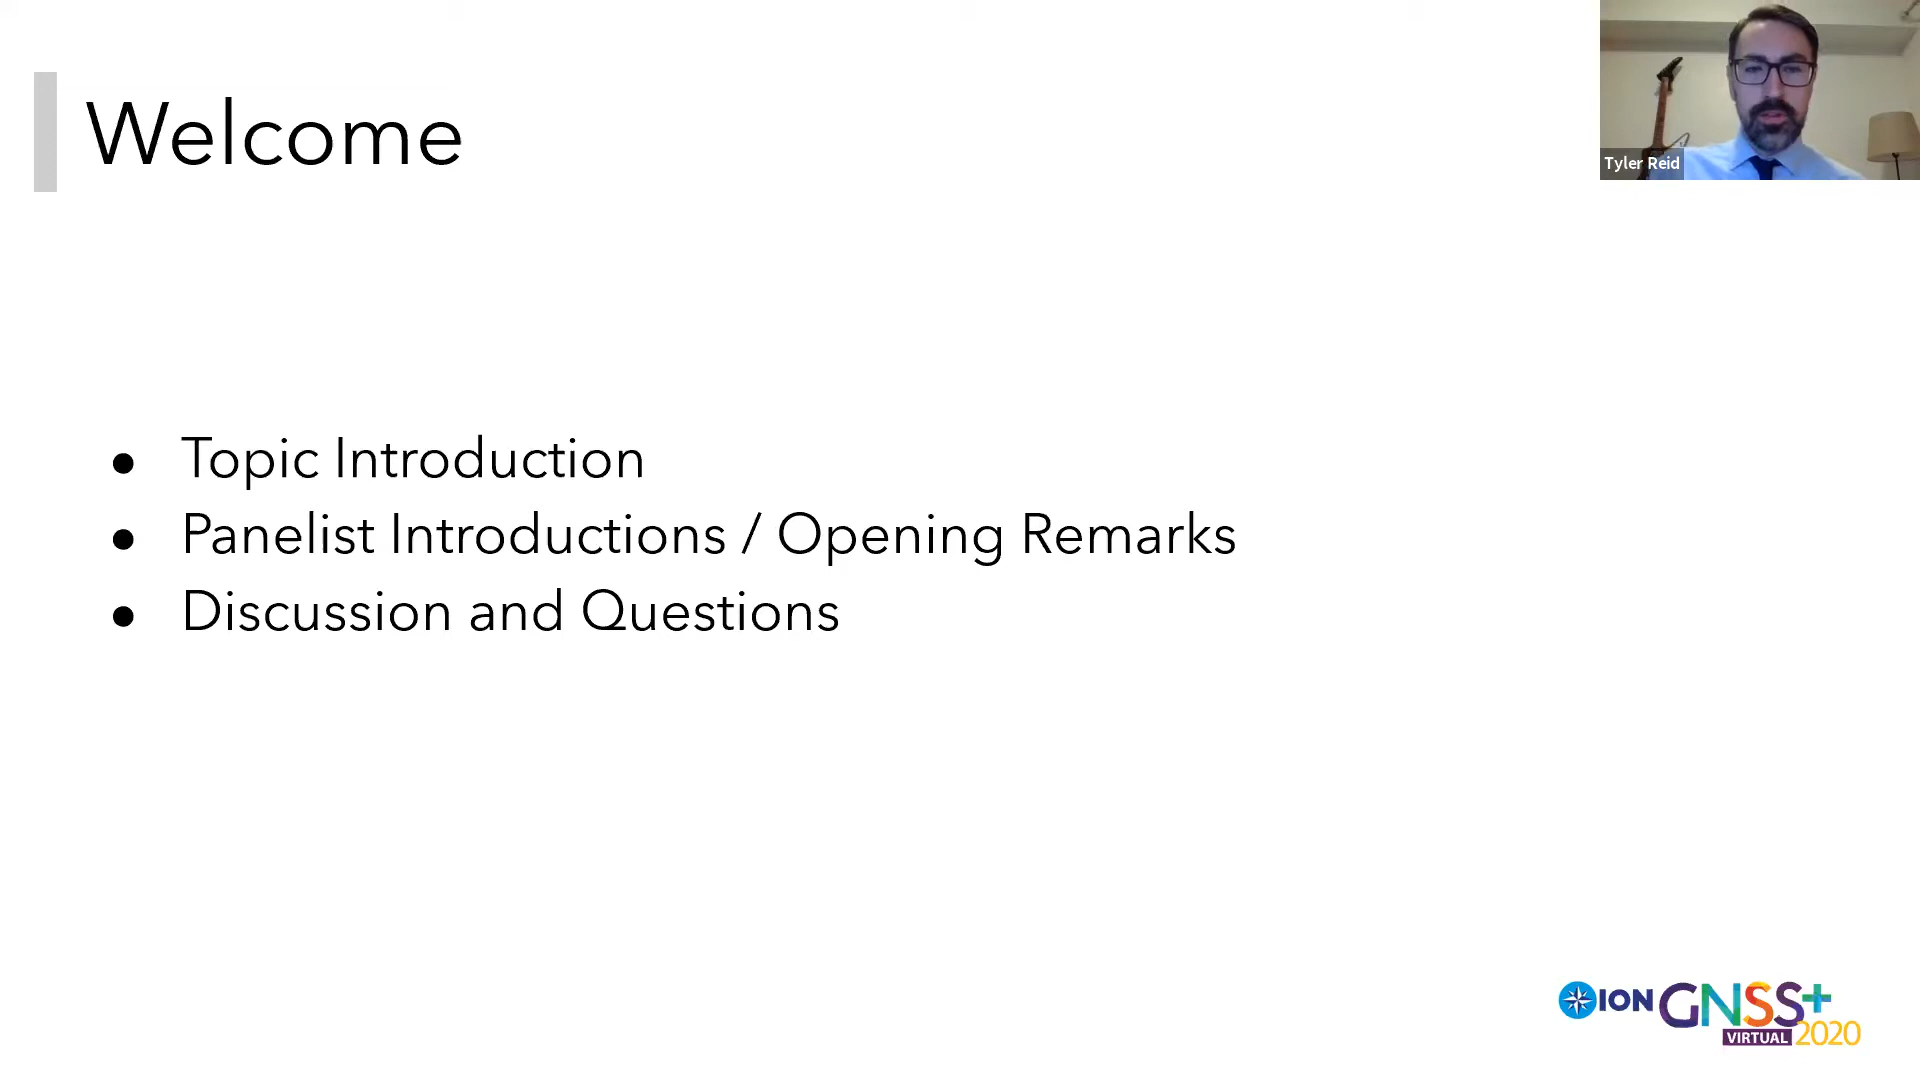 Welcome
Tyler Reid
● Topic Introduction
● Panelist Introductions / Opening Remarks
● Discussion and Questions
ION GNSS+
VIRTUAL 2020